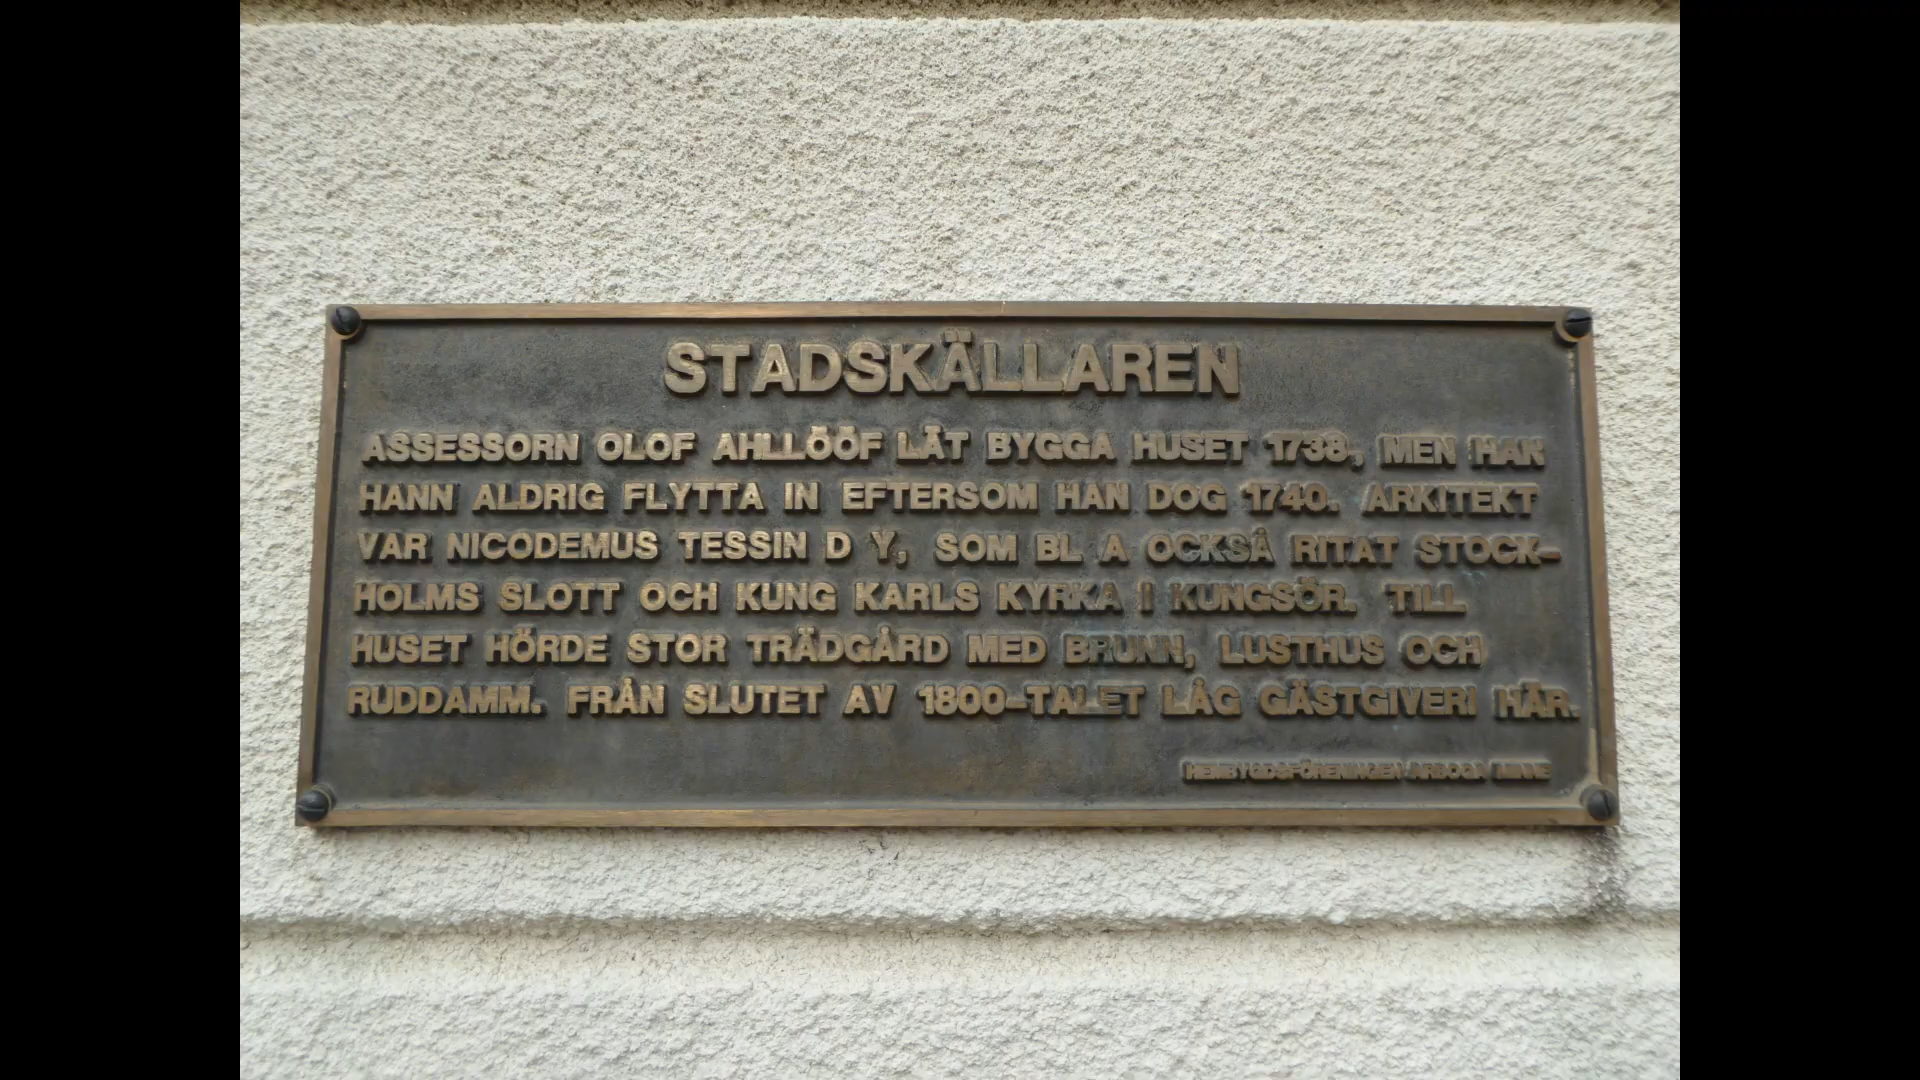 STADSKÄLLAREN
ASSESSORN OLOF AHLLÖÖF LÄT BYGGA HUSET 1738, MEN HAN
HANN ALDRIG FLYTTA IN EFTERSOM HAN DOG 1740. ARKITEKT
VAR NICODEMUS TESSIN D Y, SOM BL A OCKSÅ RITAT STOCK-
HOLMS SLOTT OCH KUNG KARLS KYRKA I KUNGSÖR. TILL
HUSET HÖRDE STOR TRÄDGÅRD MED BRUNN, LUSTHUS OCH
RUDDAMM. FRÅN SLUTET AV 1800-TALET LÅG GÄSTGIVERI HÄR.
HEMBYGDSFÖRENINGEN ARBOGA MINNE